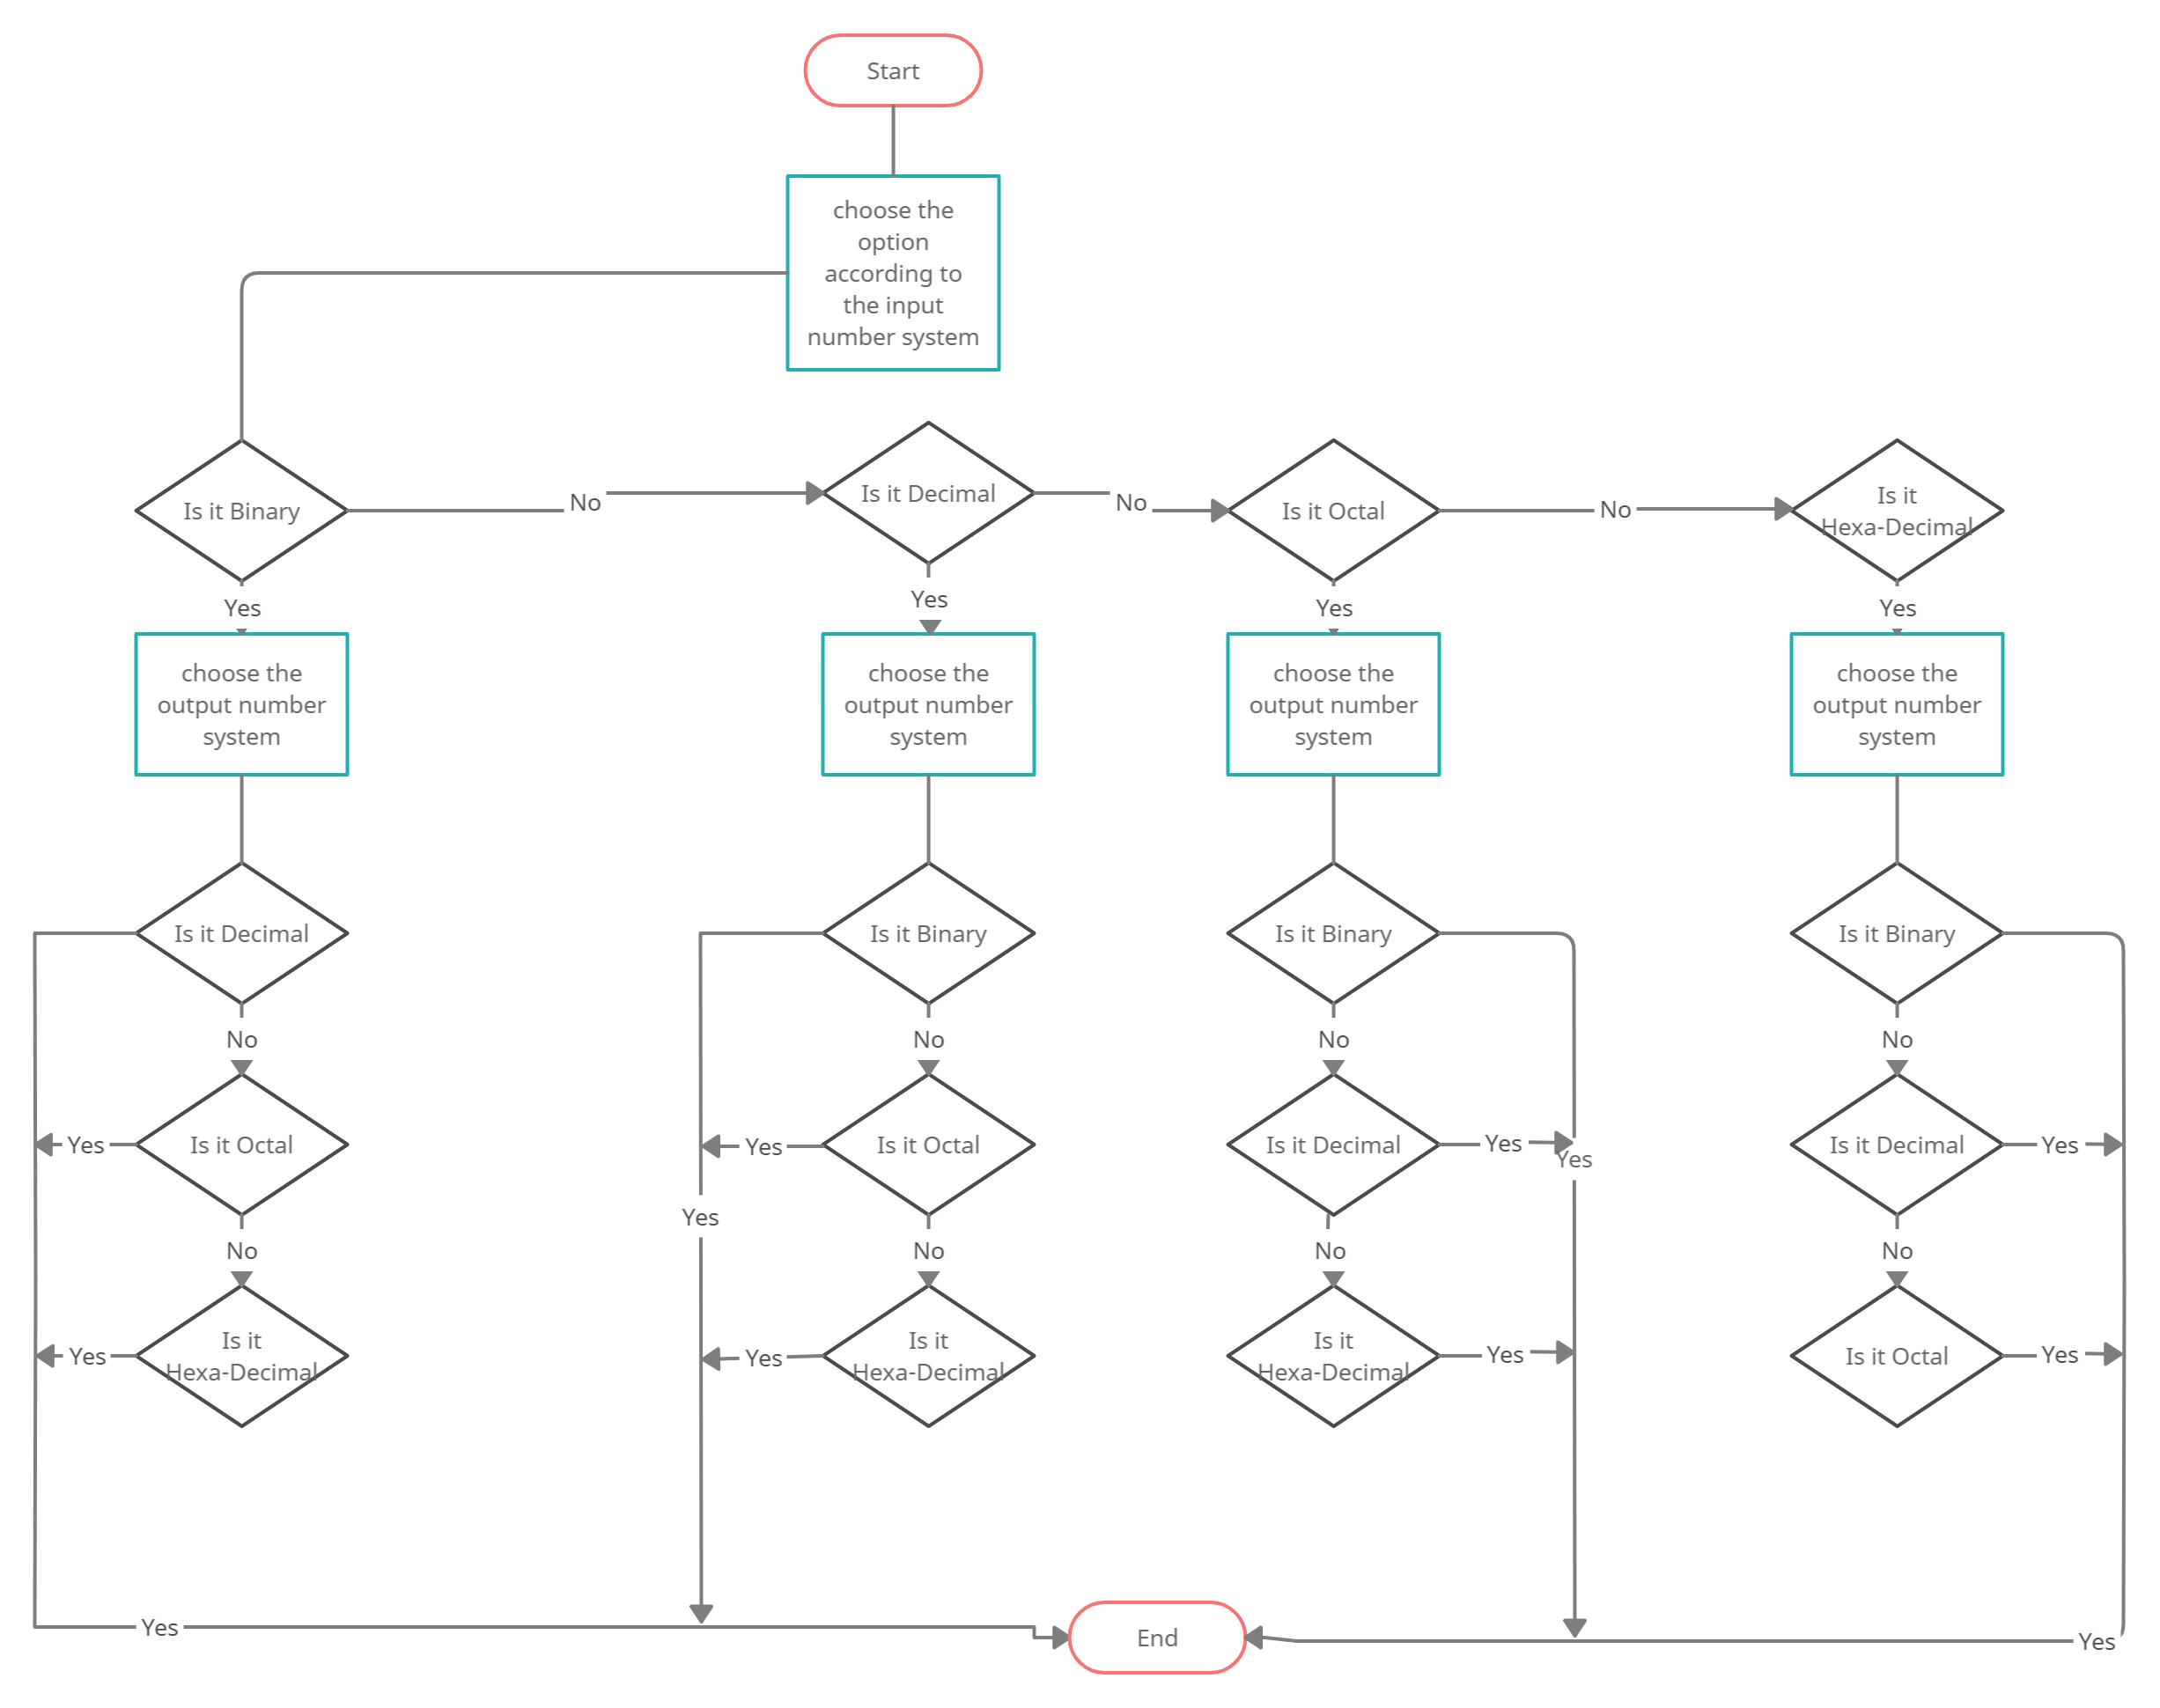 Start
choose the
option
according to
the input
number system
Is it Binary
No
Is it Decimal
No
Is it Octal
No
Is it
Hexa-Decimal
Yes
Yes
Yes
Yes
choose the
output number
system
choose the
output number
system
choose the
output number
system
choose the
output number
system
Is it Decimal
Is it Binary
Is it Binary
Is it Binary
No
No
No
No
Yes
Is it Octal
Yes
Is it Octal
Is it Decimal
Yes
Yes
Is it Decimal
Yes
Yes
No
No
No
No
Yes
Is it
Hexa-Decimal
Yes
Is it
Hexa-Decimal
Is it
Hexa-Decimal
Yes
Is it Octal
Yes
Yes
End
Yes